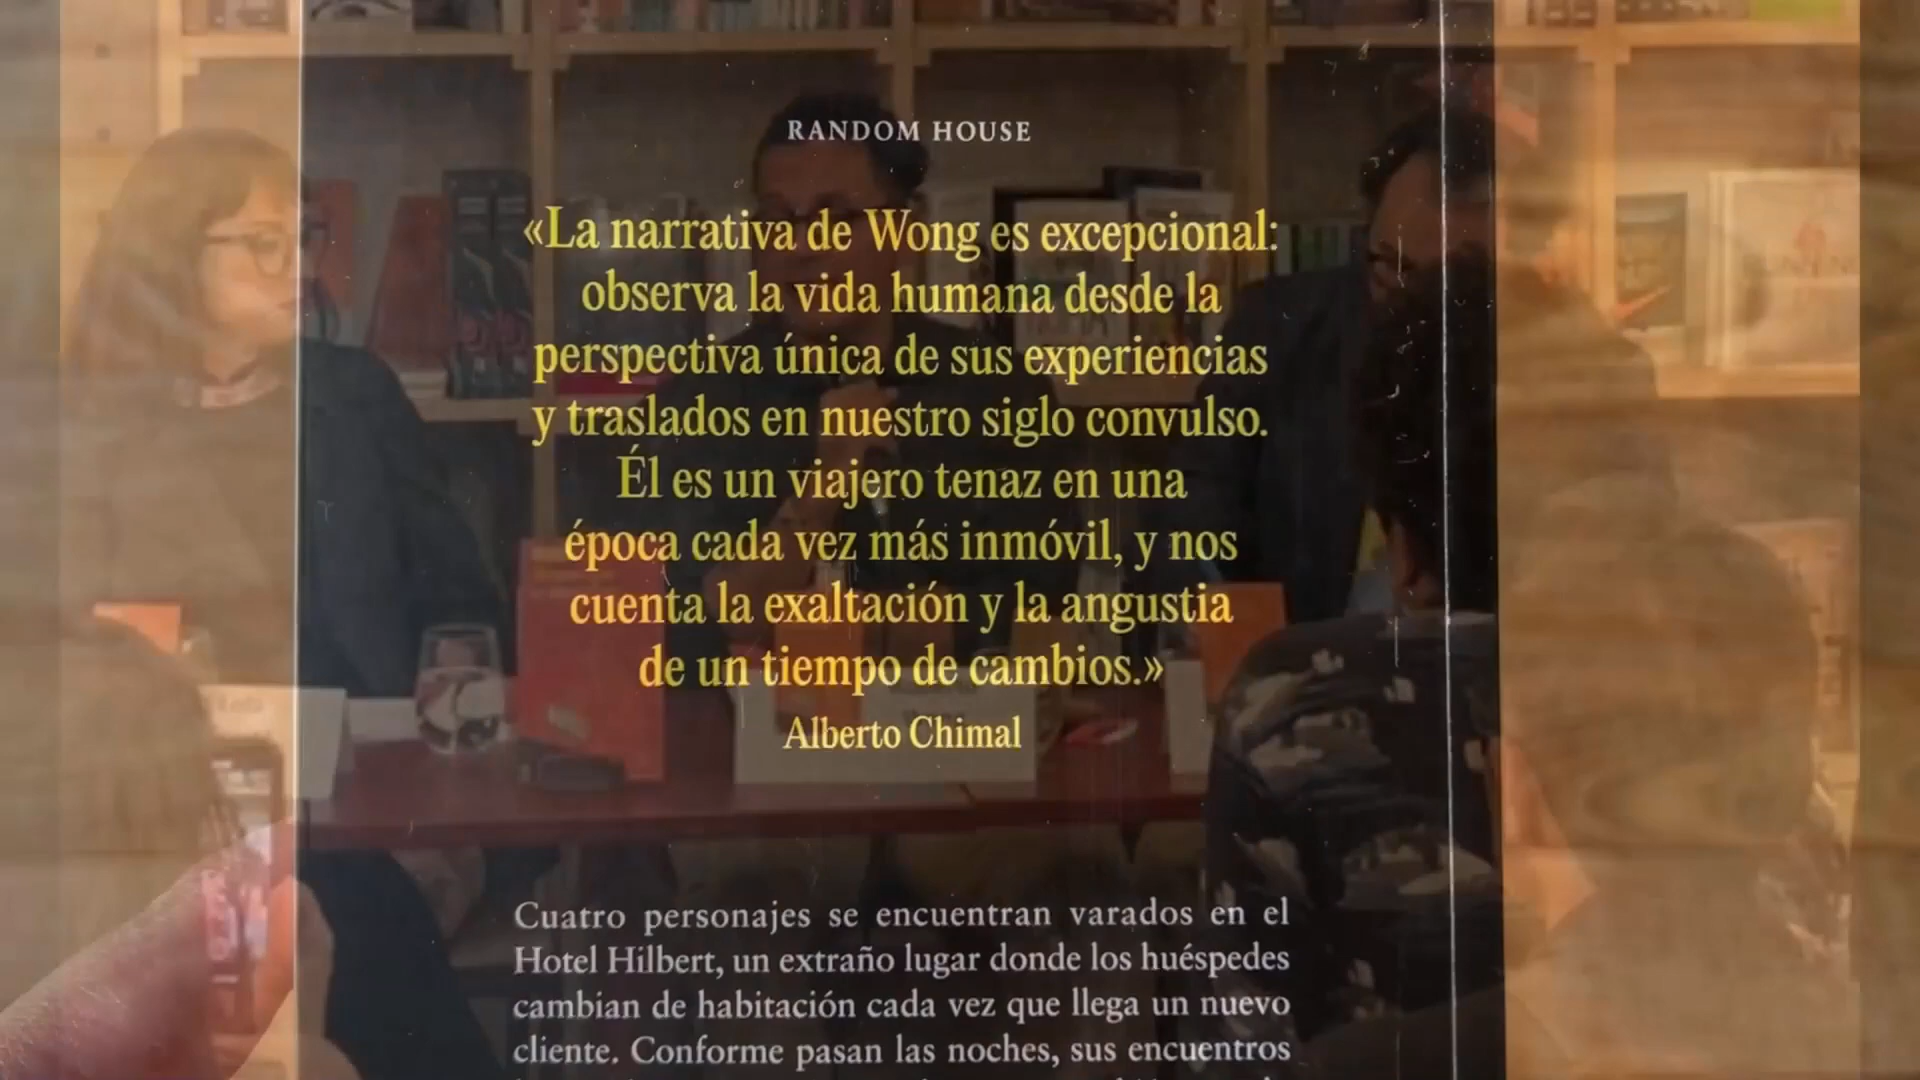 RANDOM HOUSE
«La narrativa de Wong es excepcional:
observa la vida humana desde la
perspectiva única de sus experiencias
y traslados en nuestro siglo convulso.
Él es un viajero tenaz en una
época cada vez más inmóvil, y nos
cuenta la exaltación y la angustia
de un tiempo de cambios.»
Alberto Chimal
Cuatro personajes se encuentran varados en el
Hotel Hilbert, un extraño lugar donde los huéspedes
cambian de habitación cada vez que llega un nuevo
cliente. Conforme pasan las noches, sus encuentros